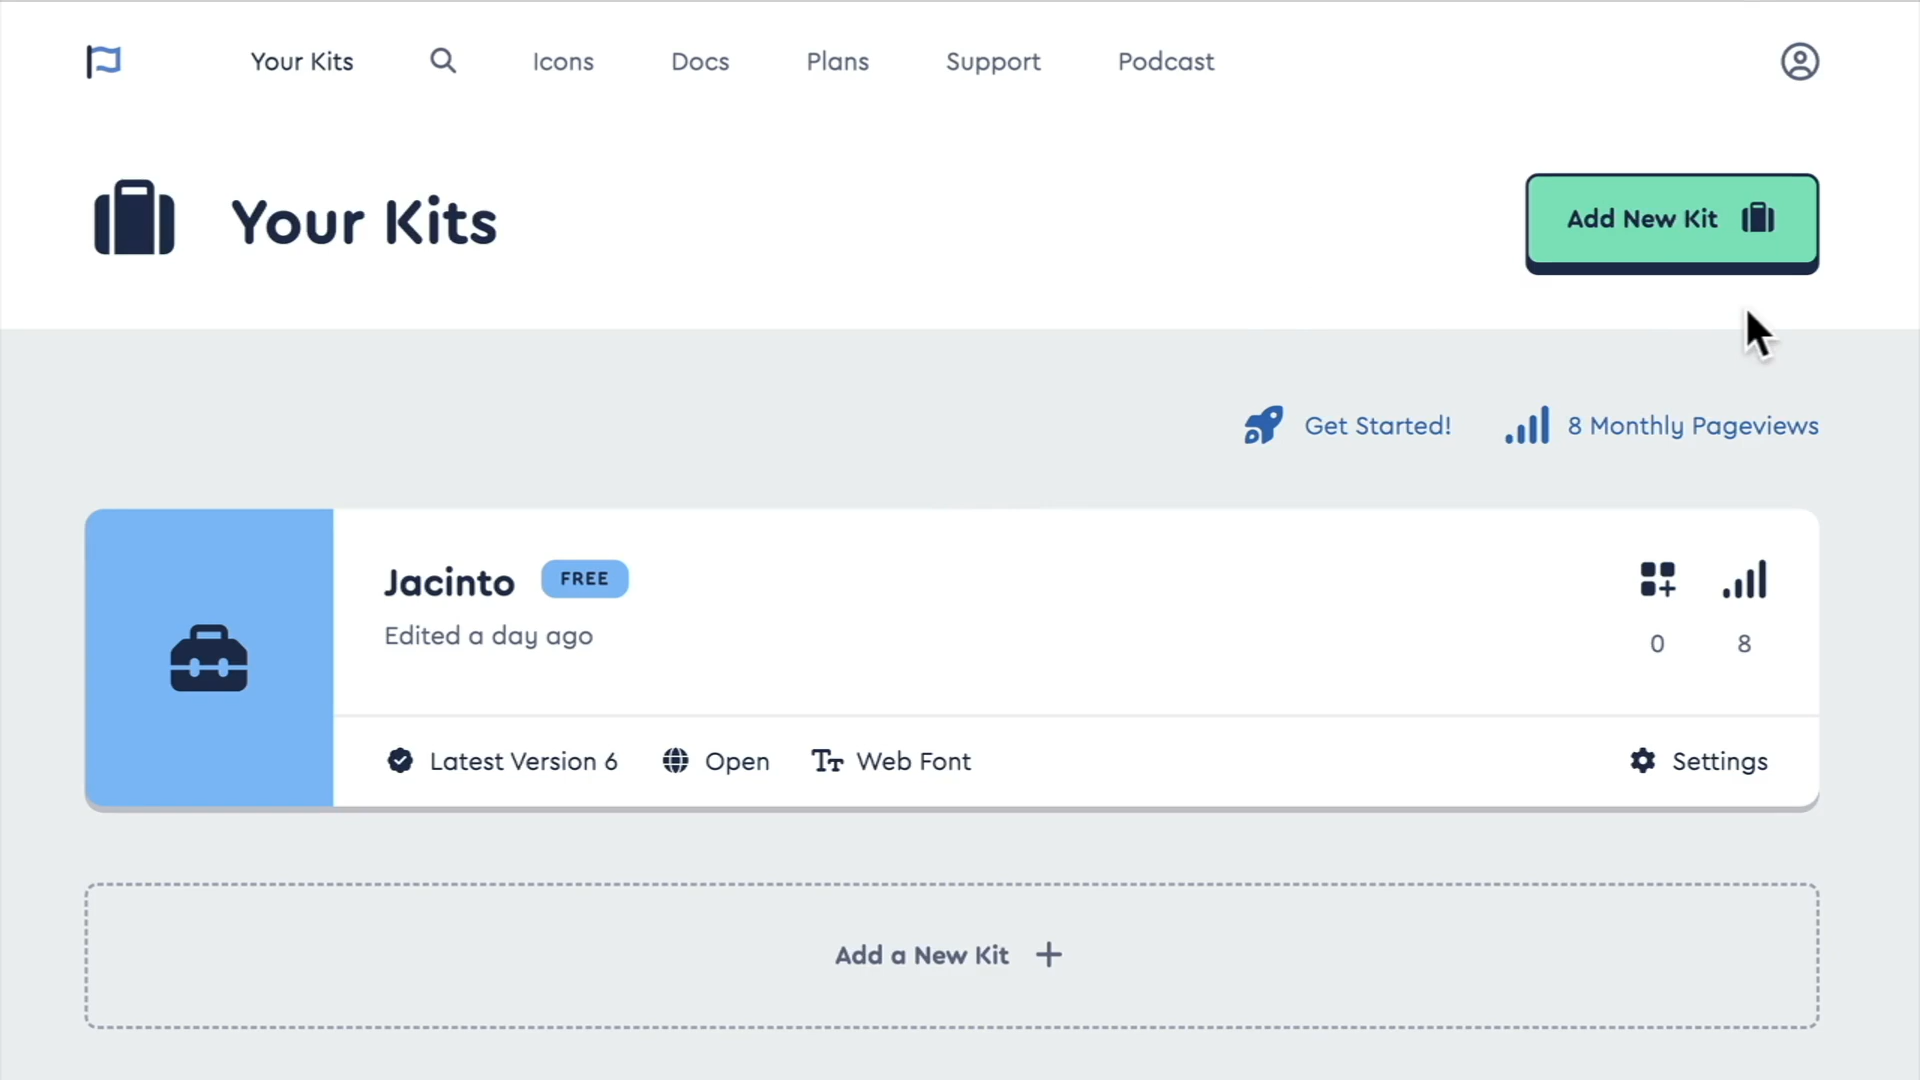 Your Kits
Icons
Docs
Plans
Support
Podcast
Your Kits
Add New Kit
Get Started!
8 Monthly Pageviews
Jacinto
FREE
Edited a day ago
0
8
Latest Version 6
Open
Web Font
Settings
Add a New Kit